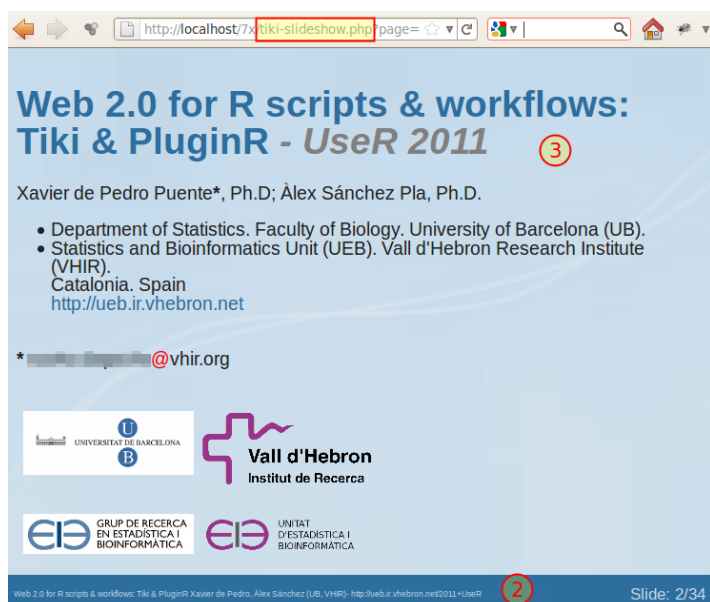 http://localhost/7x/tiki-slideshow.php?page=
Web 2.0 for R scripts & workflows:
Tiki & PluginR - UseR 2011
3
Xavier de Pedro Puente*, Ph.D; Àlex Sánchez Pla, Ph.D.
• Department of Statistics. Faculty of Biology. University of Barcelona (UB).
• Statistics and Bioinformatics Unit (UEB). Vall d'Hebron Research Institute
(VHIR).
Catalonia. Spain
http://ueb.ir.vhebron.net
* @vhir.org
U
UNIVERSITAT DE BARCELONA
B
Vall d'Hebron
Institut de Recerca
GRUP DE RECERCA
EN ESTADÍSTICA I
BIOINFORMÀTICA
UNITAT
D'ESTADÍSTICA I
BIOINFORMÀTICA
Web 2.0 for R scripts & workflows: Tiki & PluginR Xavier de Pedro, Àlex Sánchez (UB, VHIR)- http://ueb.ir.vhebron.net/2011+UseR
2
Slide: 2/34